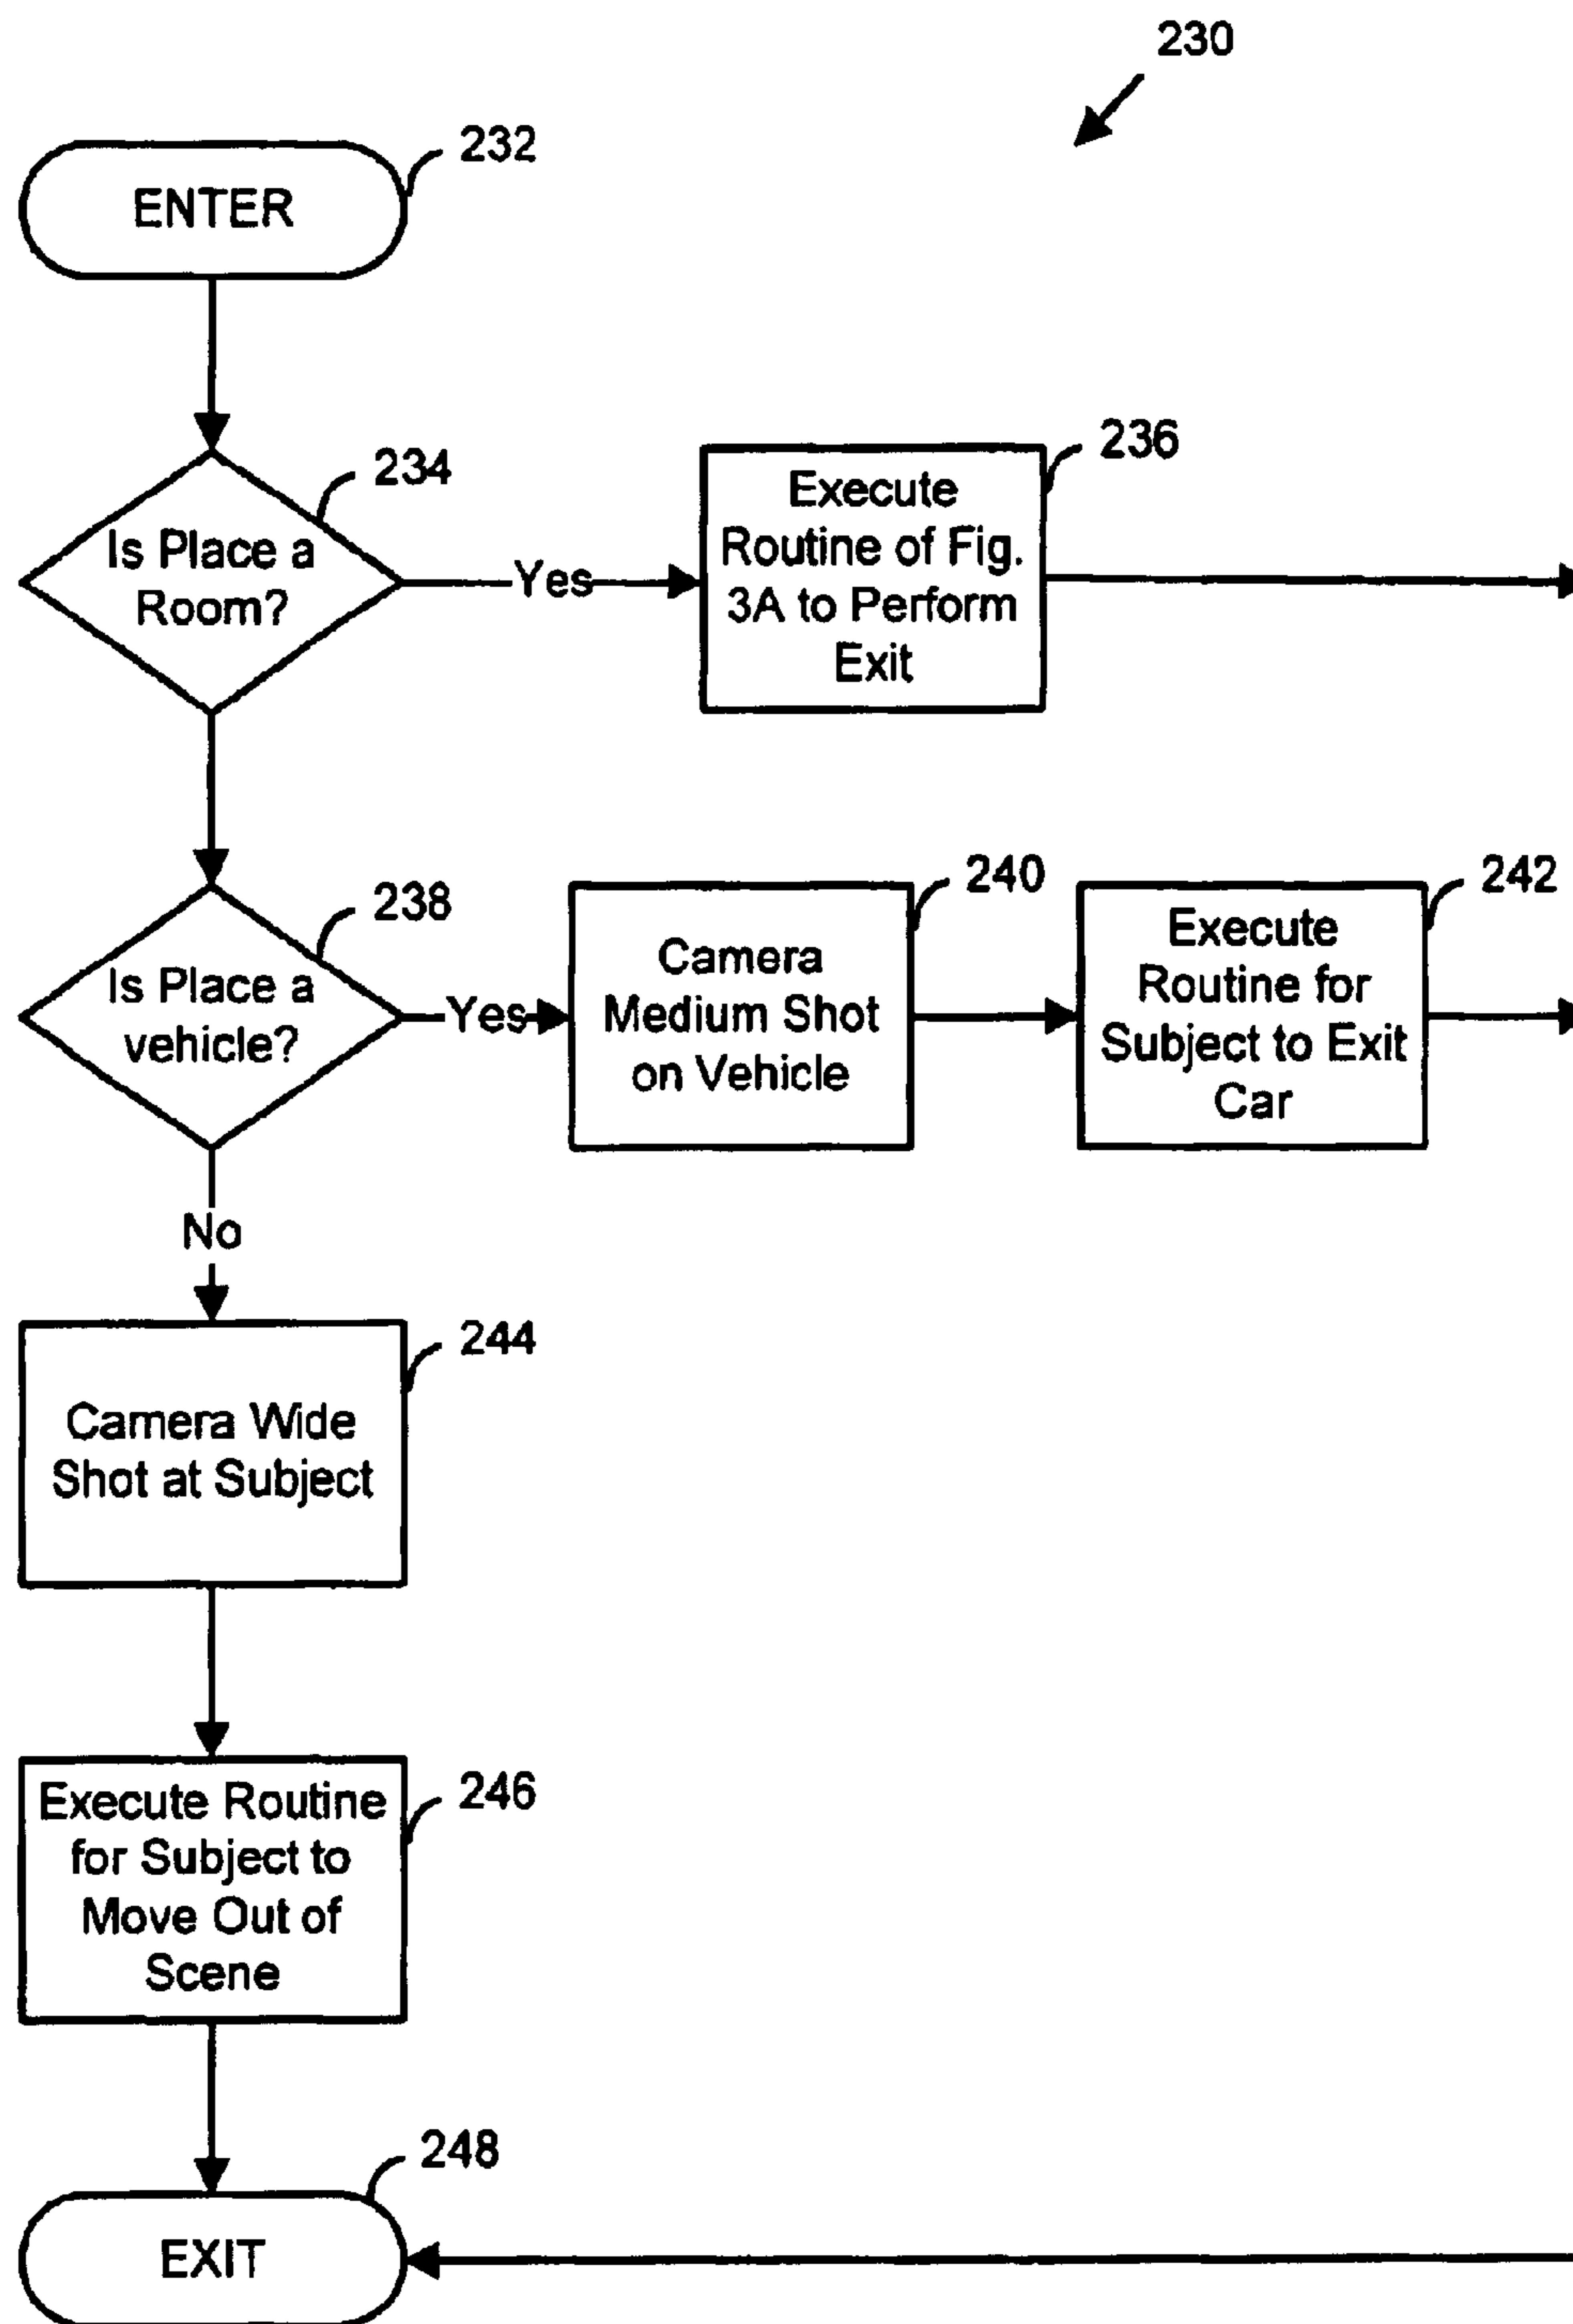 230
232
ENTER
234
Is Place a
Room?
Yes
236
Execute
Routine of Fig.
3A to Perform
Exit
238
Is Place a
vehicle?
Yes
240
Camera
Medium Shot
on Vehicle
242
Execute
Routine for
Subject to Exit
Car
No
244
Camera Wide
Shot at Subject
246
Execute Routine
for Subject to
Move Out of
Scene
248
EXIT